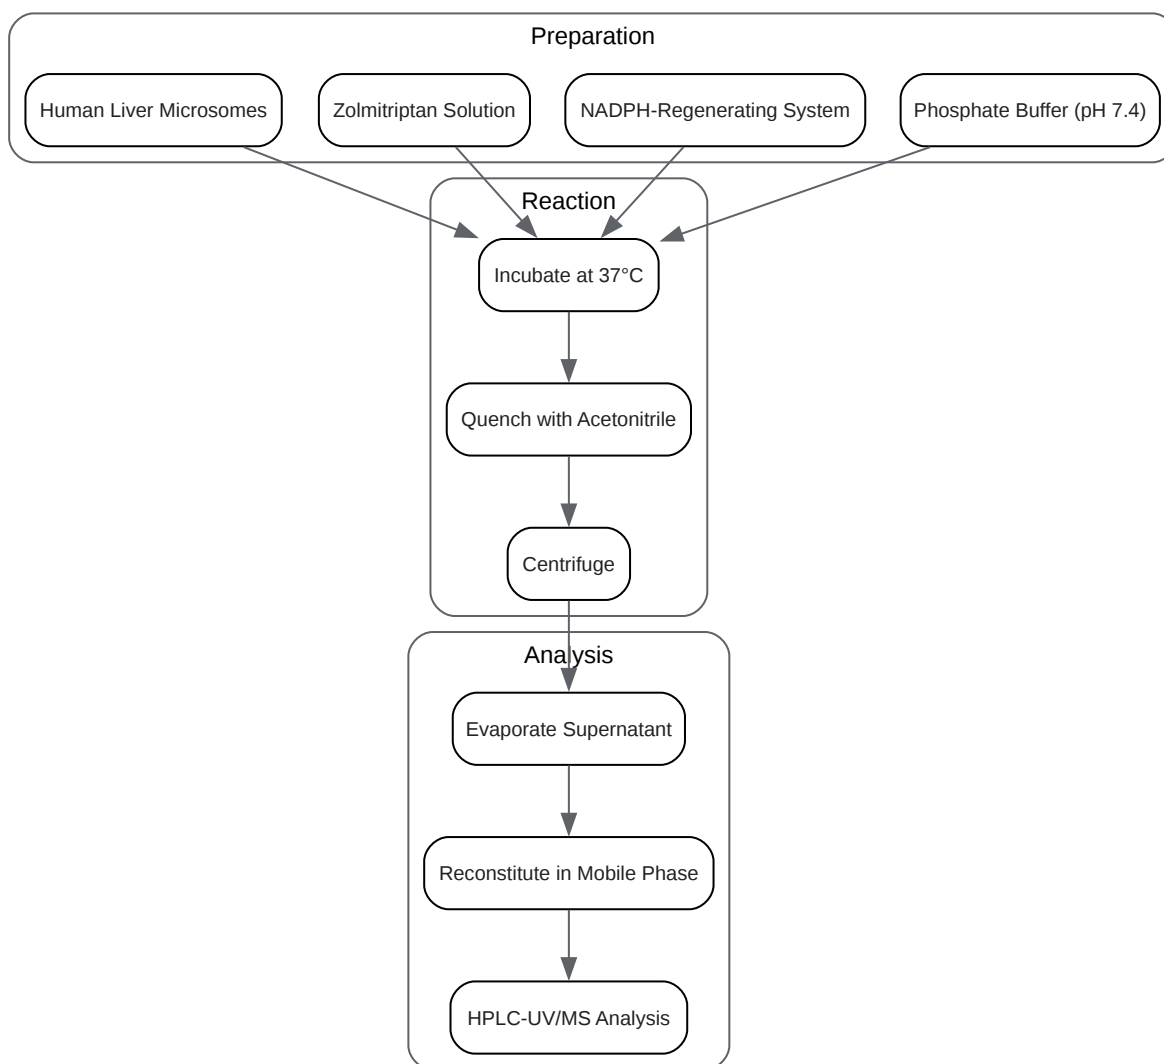 Preparation
Human Liver Microsomes
Zolmitriptan Solution
NADPH-Regenerating System
Phosphate Buffer (pH 7.4)
Reaction
Incubate at 37°C
Quench with Acetonitrile
Centrifuge
Analysis
Evaporate Supernatant
Reconstitute in Mobile Phase
HPLC-UV/MS Analysis